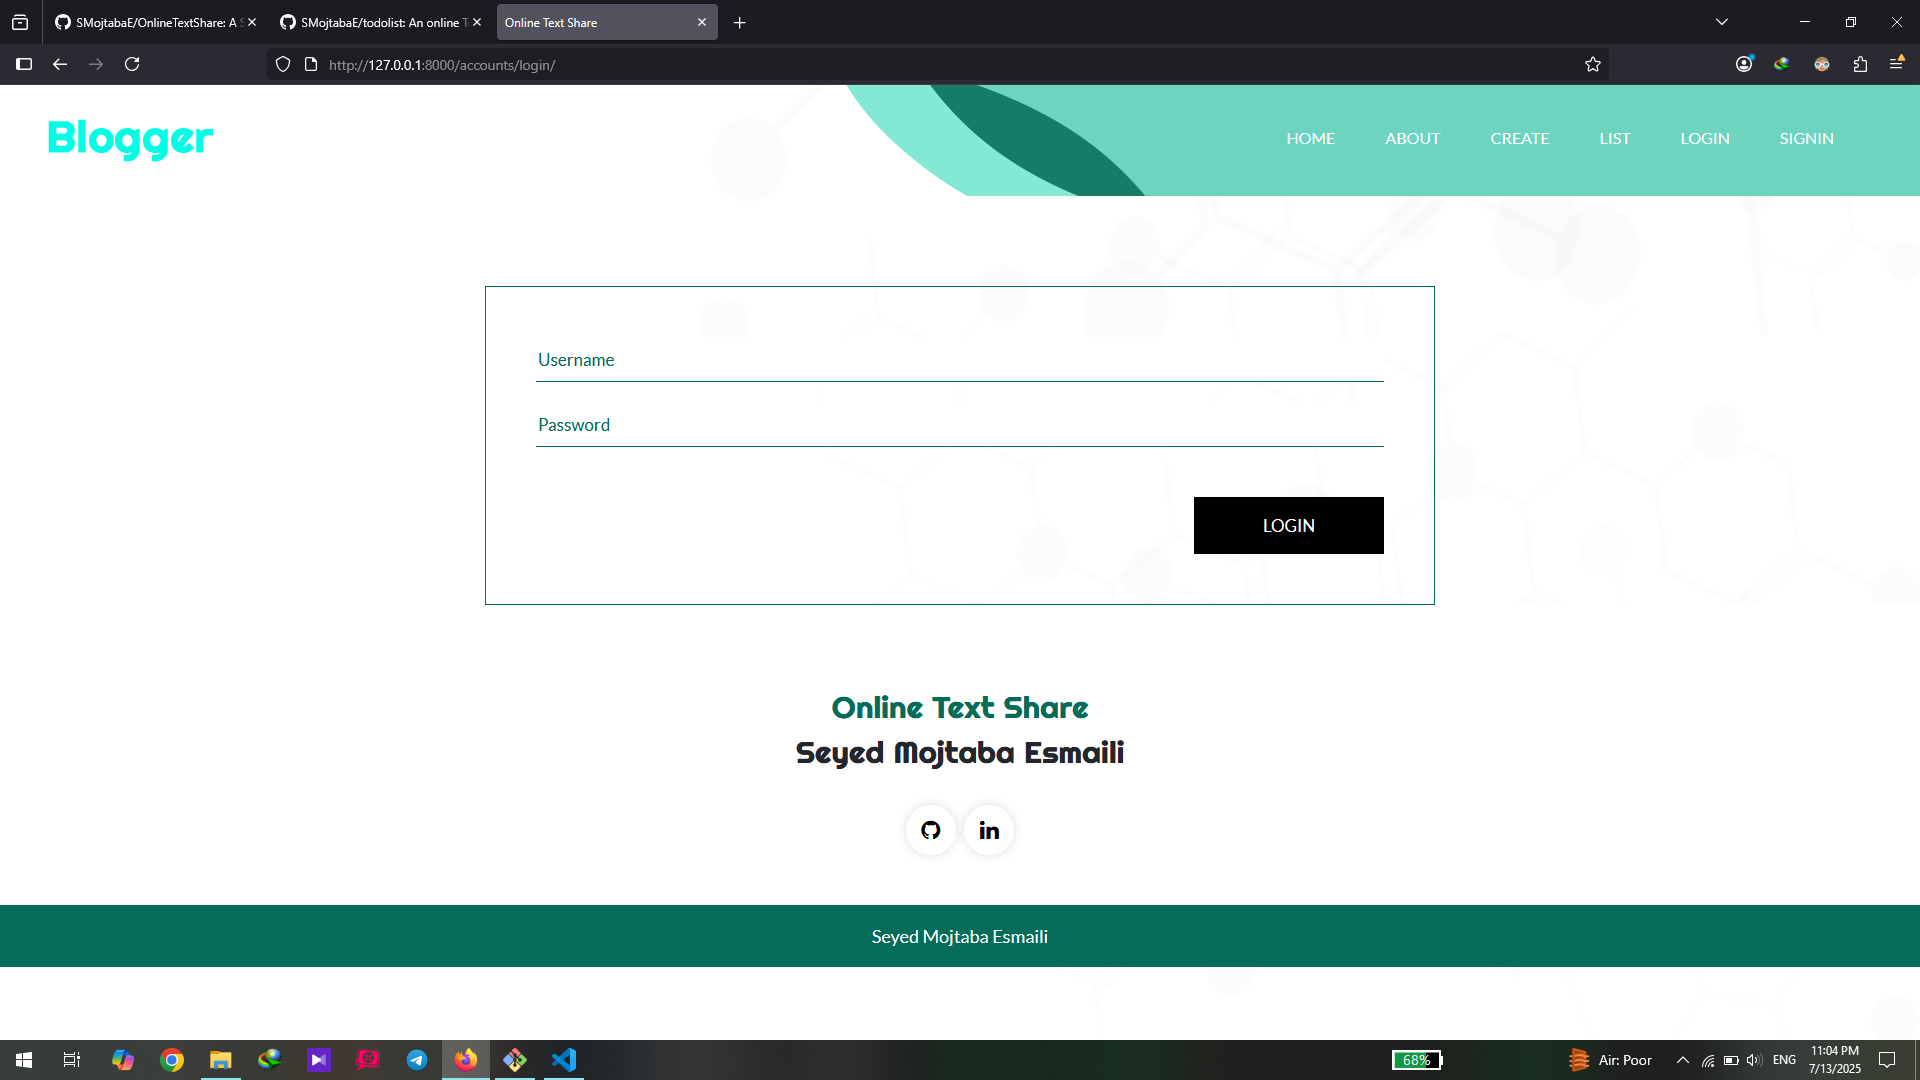 SMojtabaE/OnlineTextShare: A S
SMojtabaE/todolist: An online T
Online Text Share
http://127.0.0.1:8000/accounts/login/
Blogger
HOME ABOUT CREATE LIST LOGIN SIGNIN
Username
Password
LOGIN
Online Text Share
Seyed Mojtaba Esmaili
in
Seyed Mojtaba Esmaili
68%
Air: Poor
ENG
11:04 PM
7/13/2025